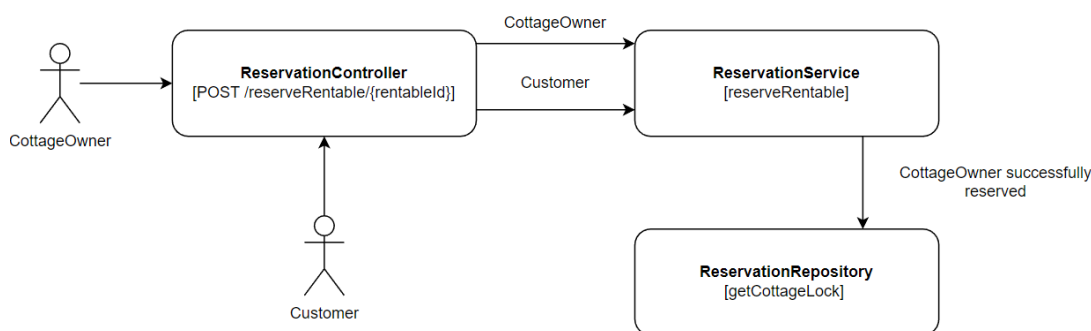 CottageOwner
ReservationController
[POST /reserveRentable/{rentableId}]
ReservationService
[reserveRentable]
Customer
CottageOwner
CottageOwner successfully
reserved
ReservationRepository
[getCottageLock]
Customer